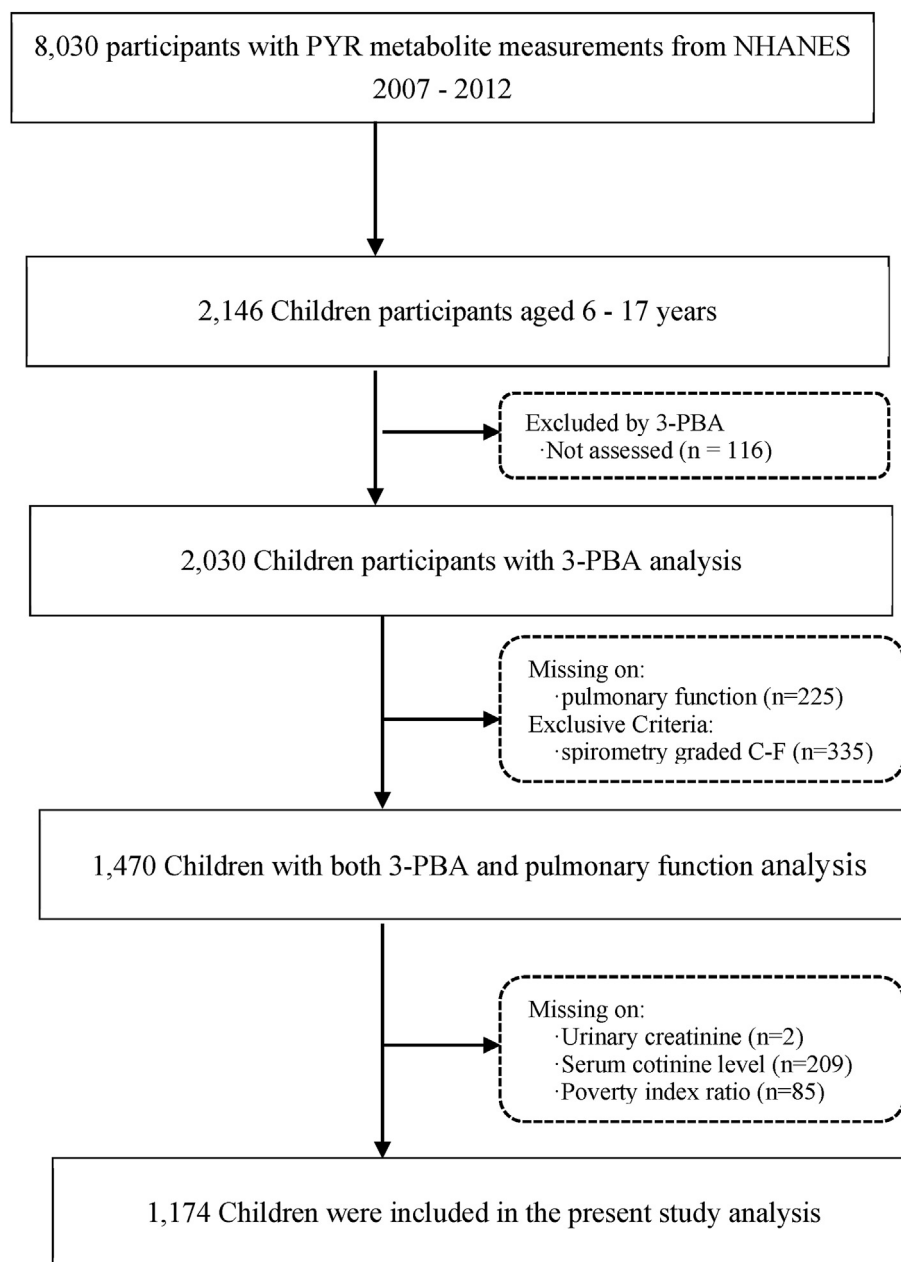 8,030 participants with PYR metabolite measurements from NHANES
2007 - 2012
2,146 Children participants aged 6 - 17 years
Excluded by 3-PBA
·Not assessed (n = 116)
2,030 Children participants with 3-PBA analysis
Missing on:
·pulmonary function (n=225)
Exclusive Criteria:
·spirometry graded C-F (n=335)
1,470 Children with both 3-PBA and pulmonary function analysis
Missing on:
·Urinary creatinine (n=2)
·Serum cotinine level (n=209)
·Poverty index ratio (n=85)
1,174 Children were included in the present study analysis